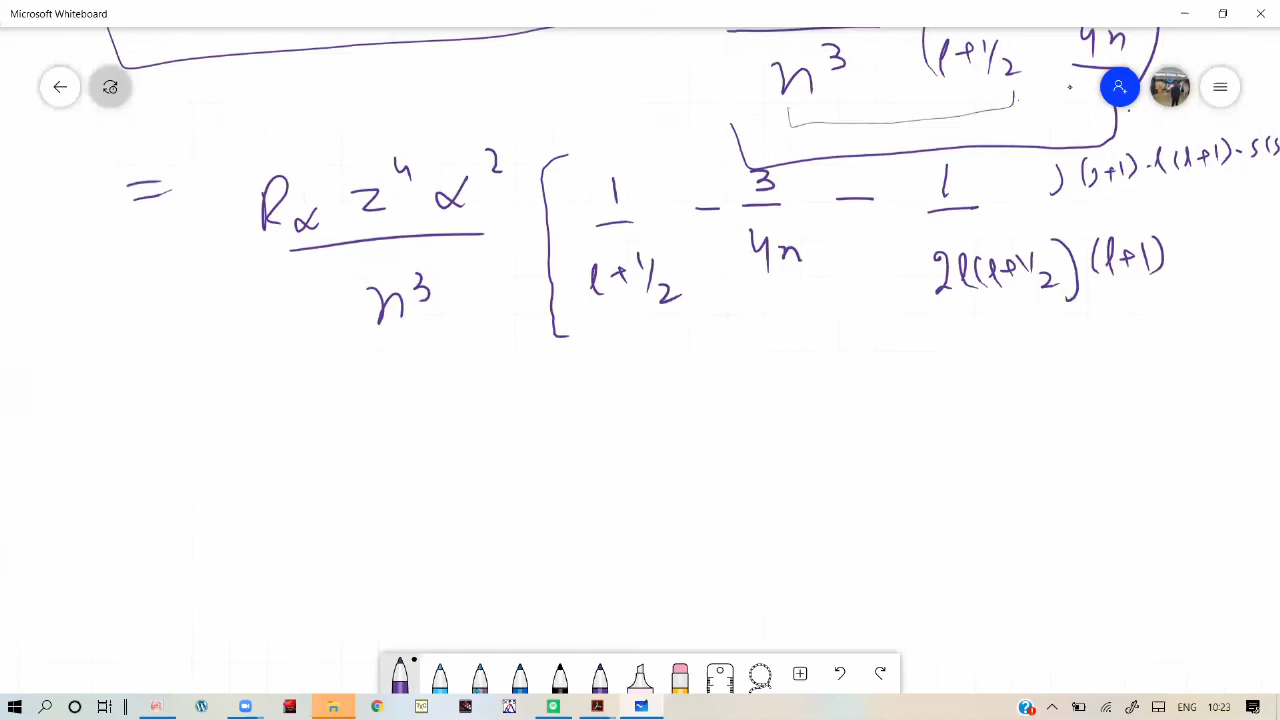 Microsoft Whiteboard
n³ (l+1/2 4n
= Rα z⁴ α² / n³ [ 1 / l+1/2 - 3 / 4n - 1 / 2l(l+1/2)(l+1) j(j+1)-l(l+1)-s(s
ENG 10:23